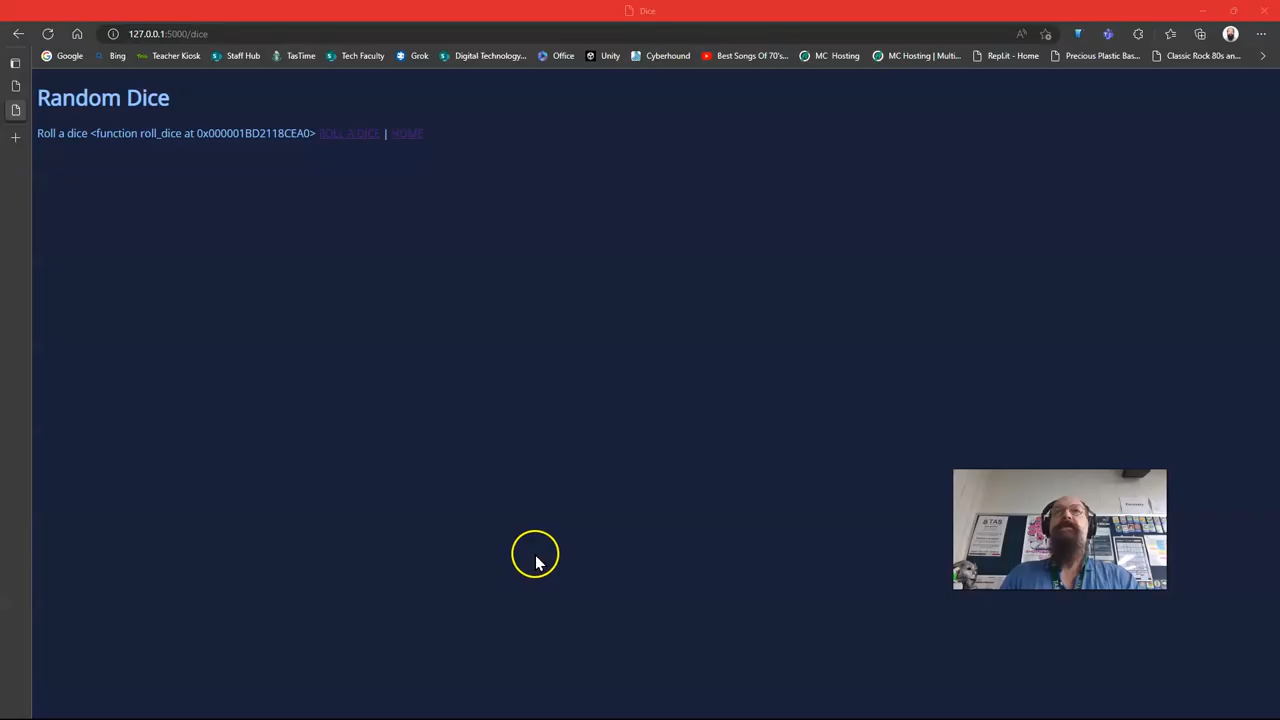 Dice
127.0.0.1:5000/dice
Google Bing Teacher Kiosk Staff Hub TasTime Tech Faculty Grok Digital Technology... Office Unity Cyberhound Best Songs Of 70's... MC Hosting MC Hosting | Multi... RepLit - Home Precious Plastic Bas... Classic Rock 80s an...
Random Dice
Roll a dice <function roll_dice at 0x000001BD2118CEA0> ROLL A DICE | HOME
TAS